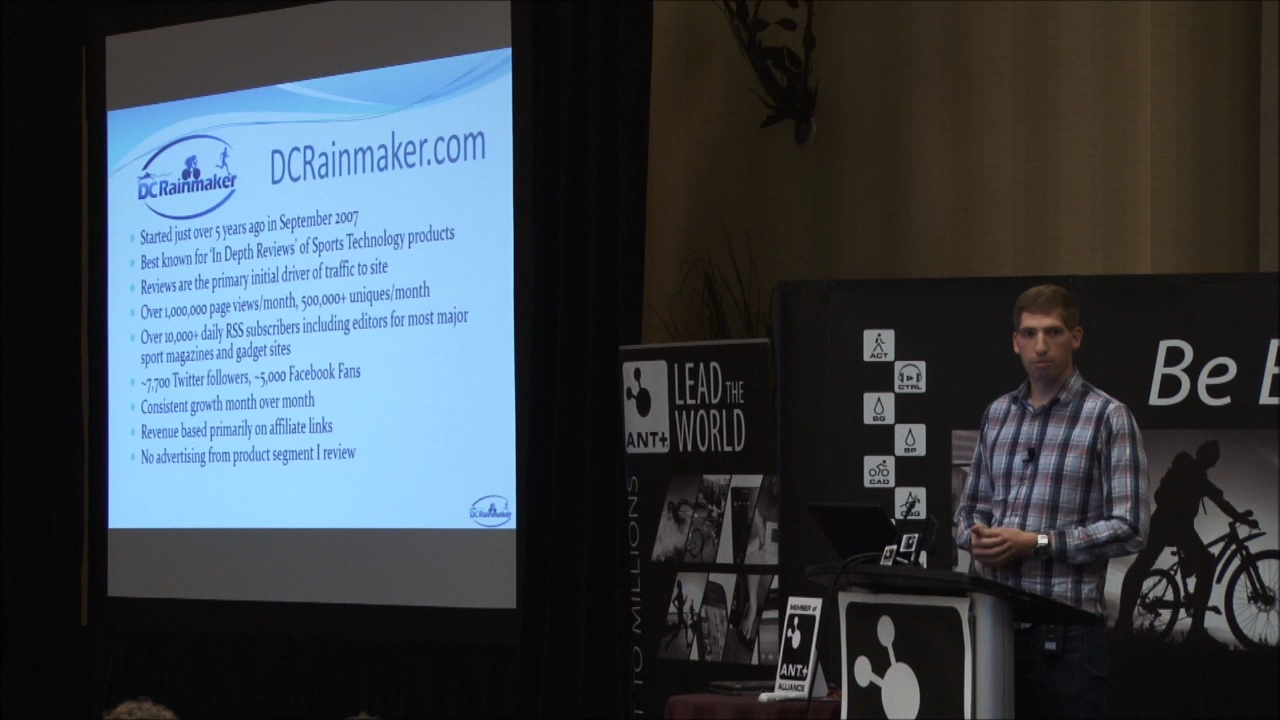 DCRainmaker.com
DC Rainmaker
Started just over 5 years ago in September 2007
Best known for 'In Depth Reviews' of Sports Technology products
Reviews are the primary initial driver of traffic to site
Over 1,000,000 page views/month, 500,000+ uniques/month
Over 10,000+ daily RSS subscribers including editors for most major
sport magazines and gadget sites
~7,700 Twitter followers, ~5,000 Facebook Fans
Consistent growth month over month
Revenue based primarily on affiliate links
No advertising from product segment I review
DC Rainmaker
ANT+
LEAD THE
WORLD
TO MILLIONS
ACT
CTRL
BG
BP
CAD
Be
MEMBER of
ANT+
ALLIANCE